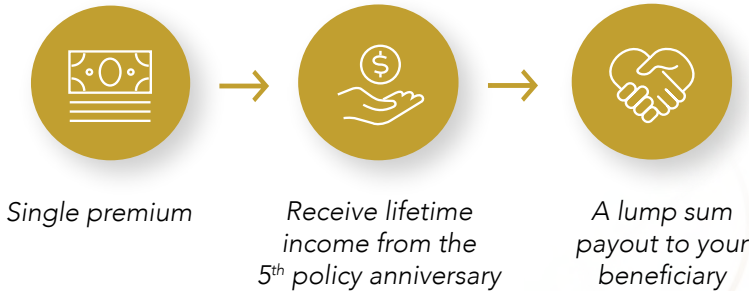 $
Single premium
Receive lifetime
income from the
5th policy anniversary
A lump sum
payout to your
beneficiary